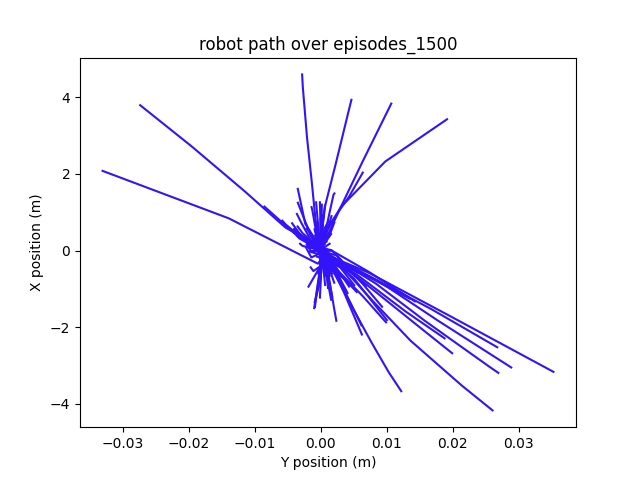 robot path over episodes_1500
X position (m)
4
2
0
−2
−4
−0.03 −0.02 −0.01 0.00 0.01 0.02 0.03
Y position (m)